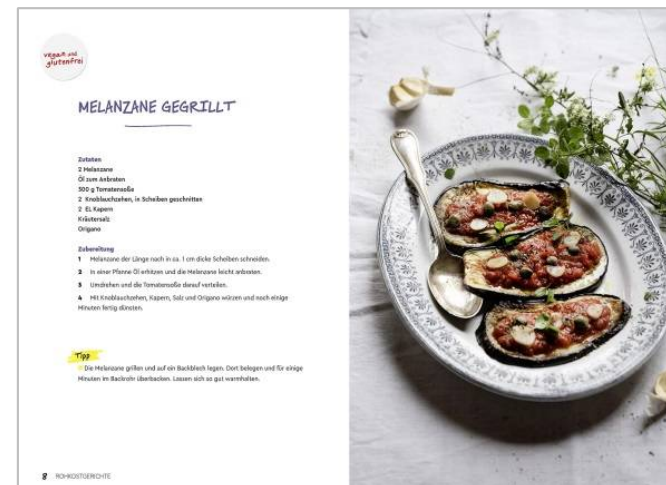 vegan und
glutenfrei
MELANZANE GEGRILLT
Zutaten
2 Melanzane
Öl zum Anbraten
500 g Tomatensoße
2 Knoblauchzehen, in Scheiben geschnitten
2 EL Kapern
Kräutersalz
Origano
Zubereitung
1 Melanzane der Länge nach in ca. 1 cm dicke Scheiben schneiden.
2 In einer Pfanne Öl erhitzen und die Melanzane leicht anbraten.
3 Umdrehen und die Tomatensoße darauf verteilen.
4 Mit Knoblauchzehen, Kapern, Salz und Origano würzen und noch einige
Minuten fertig dünsten.
Tipp
Die Melanzane grillen und auf ein Backblech legen. Dort belegen und für einige
Minuten im Backrohr überbacken. Lassen sich so gut warmhalten.
8 ROHKOSTGERICHTE